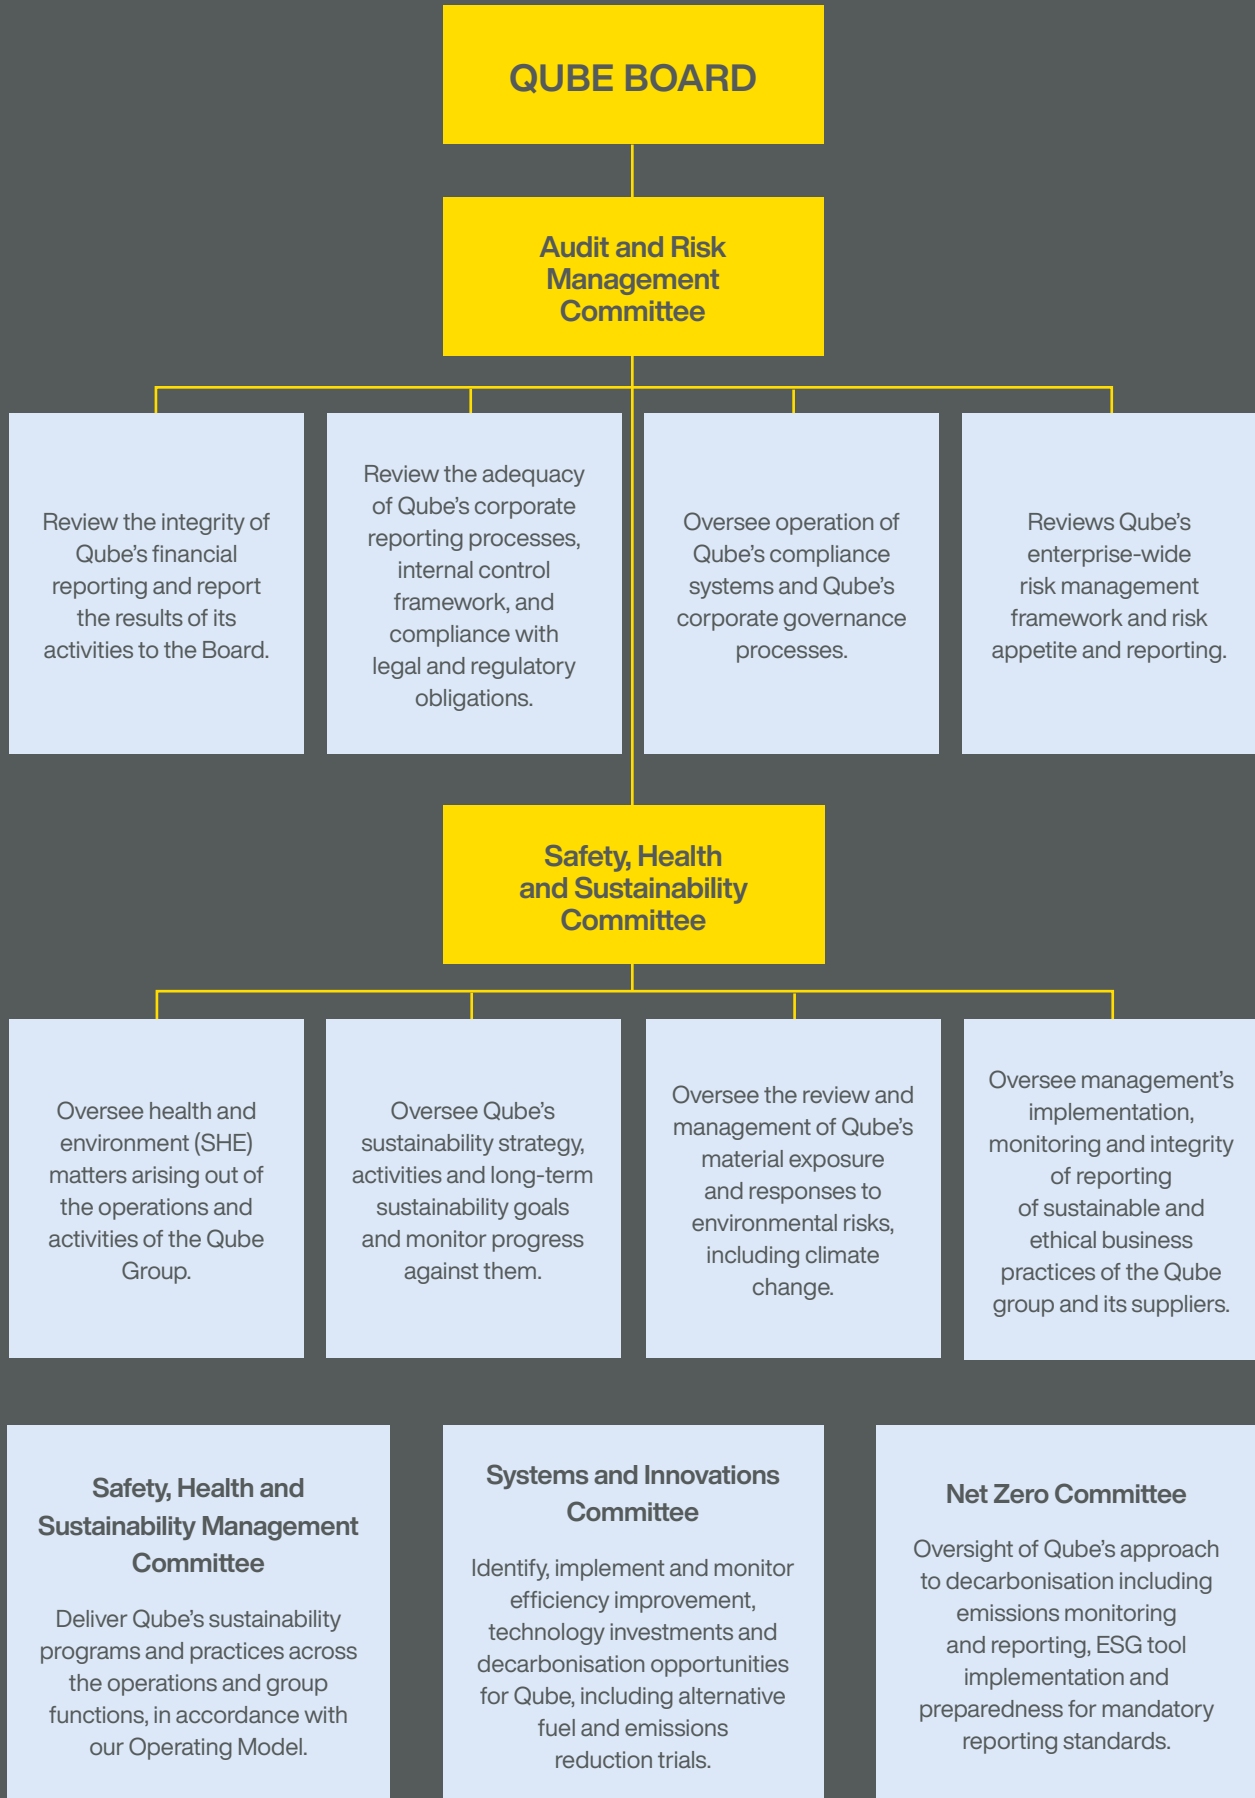 QUBE BOARD
Audit and Risk
Management
Committee
Review the integrity of
Qube’s financial
reporting and report
the results of its
activities to the Board.
Review the adequacy
of Qube’s corporate
reporting processes,
internal control
framework, and
compliance with
legal and regulatory
obligations.
Oversee operation of
Qube’s compliance
systems and Qube’s
corporate governance
processes.
Reviews Qube’s
enterprise-wide
risk management
framework and risk
appetite and reporting.
Safety, Health
and Sustainability
Committee
Oversee health and
environment (SHE)
matters arising out of
the operations and
activities of the Qube
Group.
Oversee Qube’s
sustainability strategy,
activities and long-term
sustainability goals
and monitor progress
against them.
Oversee the review and
management of Qube’s
material exposure
and responses to
environmental risks,
including climate
change.
Oversee management’s
implementation,
monitoring and integrity
of reporting
of sustainable and
ethical business
practices of the Qube
group and its suppliers.
Safety, Health and
Sustainability Management
Committee
Deliver Qube’s sustainability
programs and practices across
the operations and group
functions, in accordance with
our Operating Model.
Systems and Innovations
Committee
Identify, implement and monitor
efficiency improvement,
technology investments and
decarbonisation opportunities
for Qube, including alternative
fuel and emissions
reduction trials.
Net Zero Committee
Oversight of Qube’s approach
to decarbonisation including
emissions monitoring
and reporting, ESG tool
implementation and
preparedness for mandatory
reporting standards.